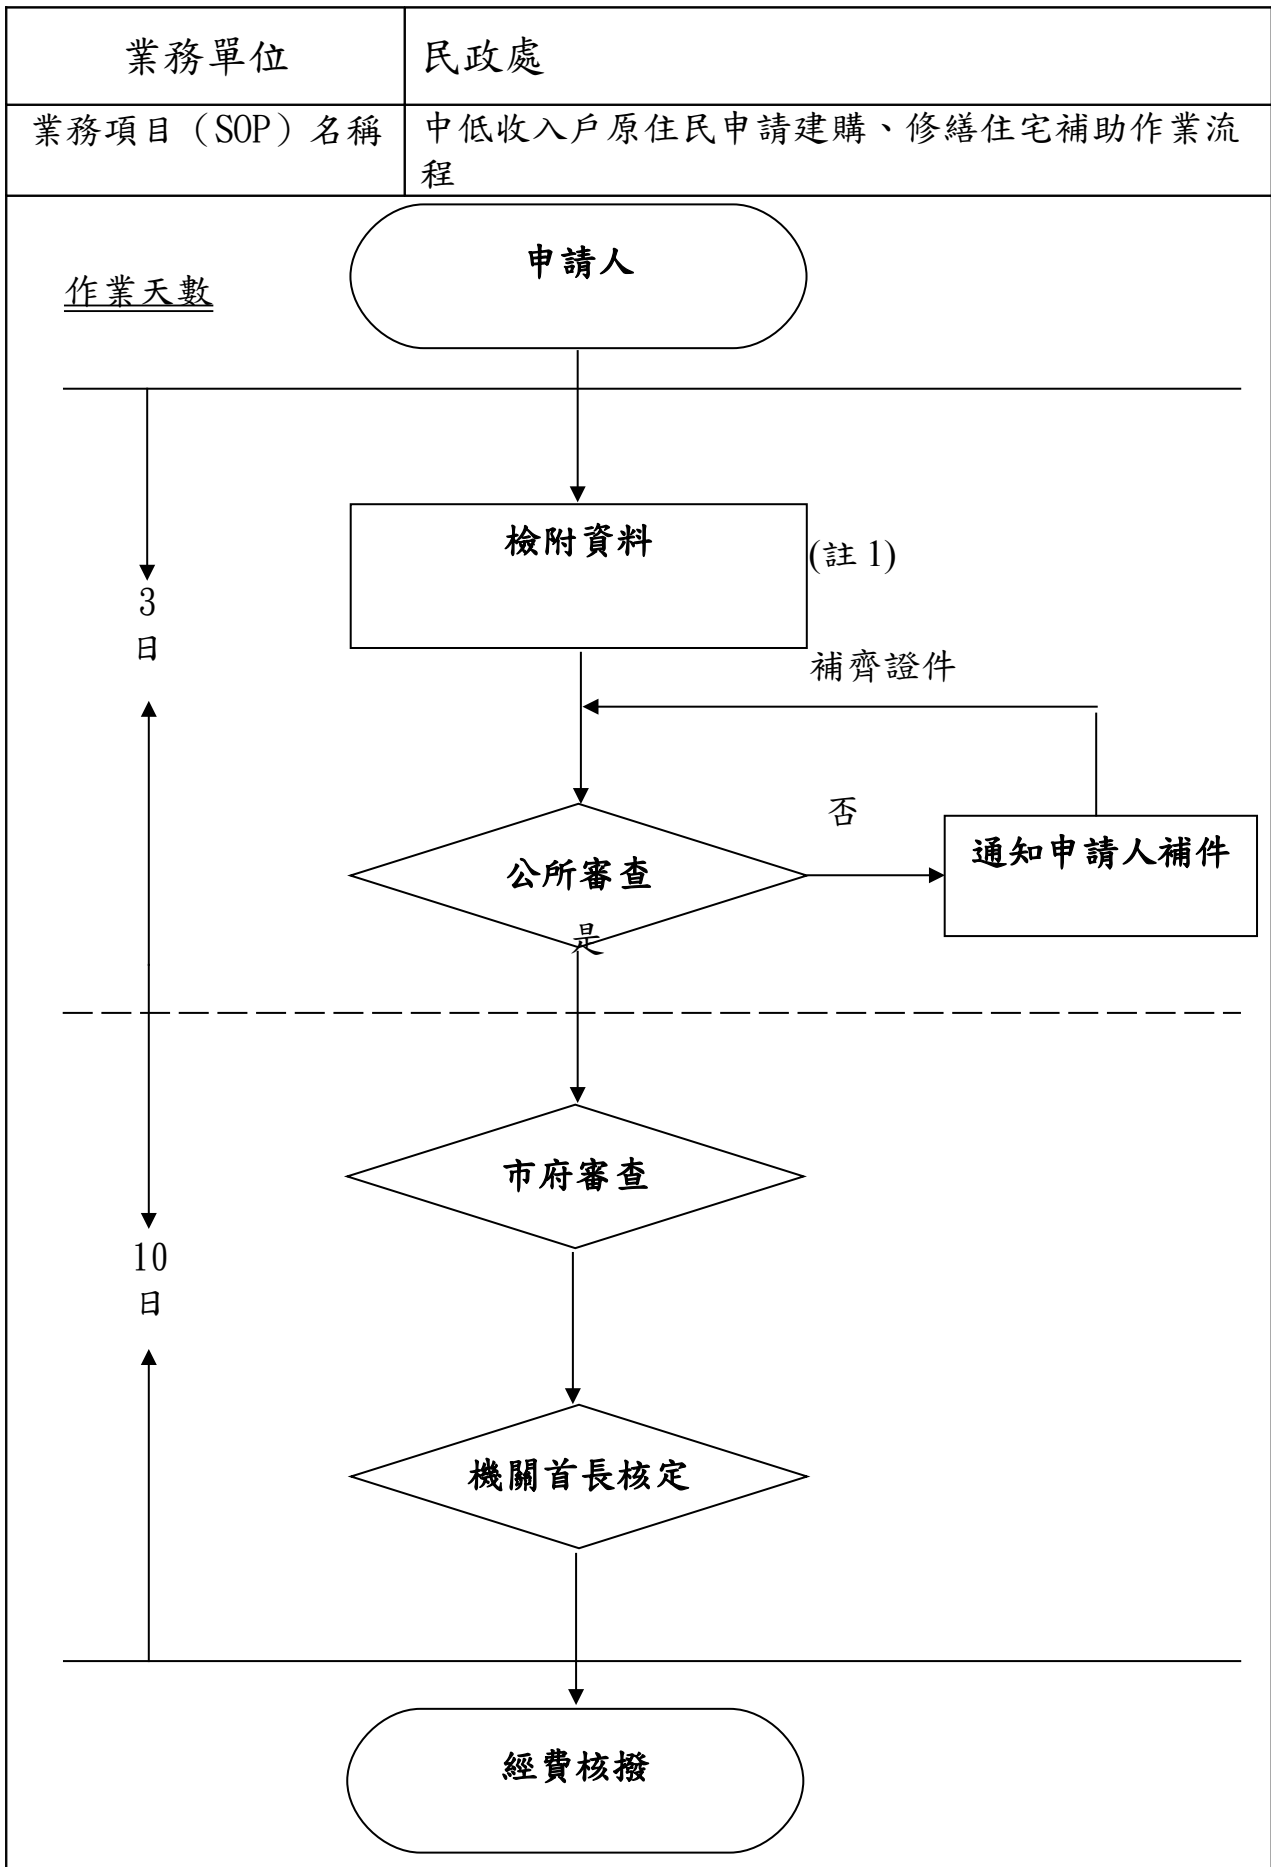 業務單位
民政處
業務項目（SOP）名稱
中低收入戶原住民申請建購、修繕住宅補助作業流
程
申請人
作業天數
檢附資料
(註 1)
3
日
補齊證件
否
通知申請人補件
公所審查
是
市府審查
10
日
機關首長核定
經費核撥